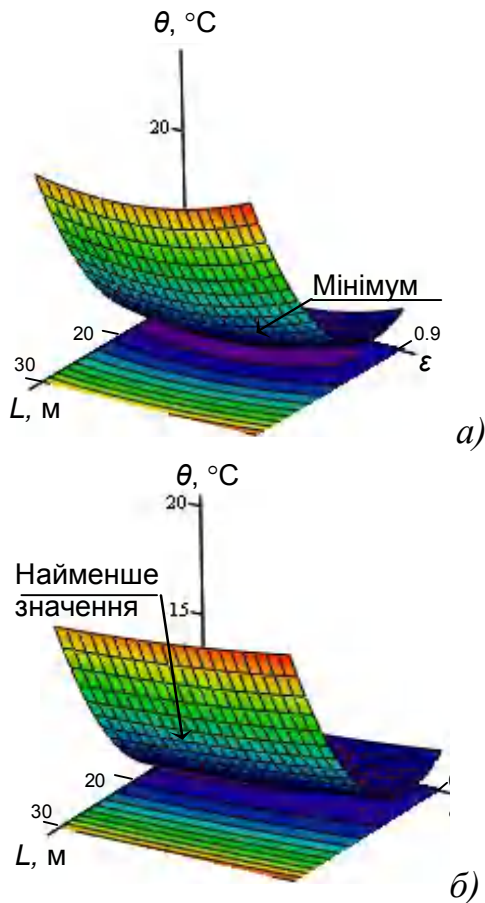 θ, °C
20
Мінімум
20
0.9
ε
30
L, м
а)
θ, °C
20
Найменше
значення
15
20
30
L, м
б)